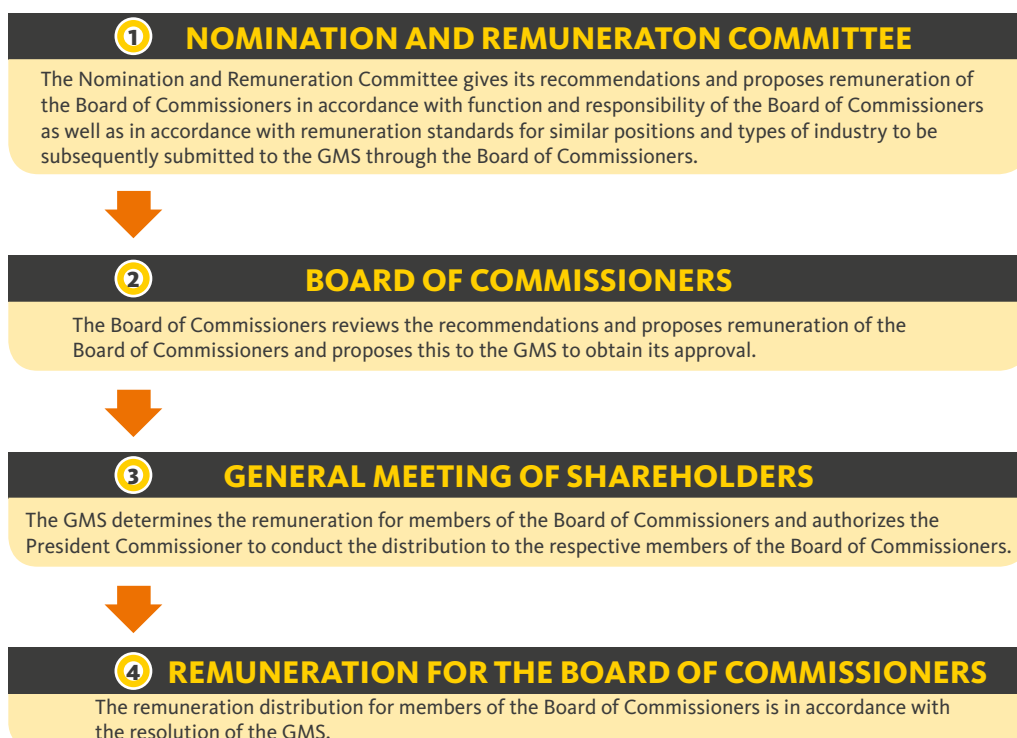 1 NOMINATION AND REMUNERATON COMMITTEE
The Nomination and Remuneration Committee gives its recommendations and proposes remuneration of
the Board of Commissioners in accordance with function and responsibility of the Board of Commissioners
as well as in accordance with remuneration standards for similar positions and types of industry to be
subsequently submitted to the GMS through the Board of Commissioners.
2 BOARD OF COMMISSIONERS
The Board of Commissioners reviews the recommendations and proposes remuneration of the
Board of Commissioners and proposes this to the GMS to obtain its approval.
3 GENERAL MEETING OF SHAREHOLDERS
The GMS determines the remuneration for members of the Board of Commissioners and authorizes the
President Commissioner to conduct the distribution to the respective members of the Board of Commissioners.
4 REMUNERATION FOR THE BOARD OF COMMISSIONERS
The remuneration distribution for members of the Board of Commissioners is in accordance with
the resolution of the GMS.